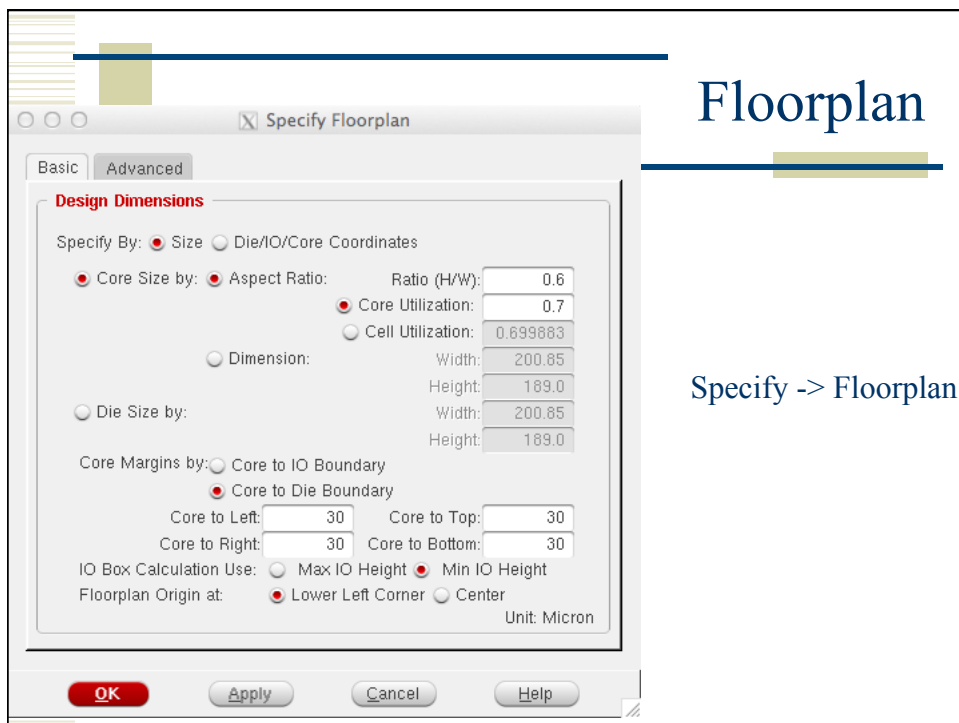 Floorplan
Specify Floorplan
Basic Advanced
Design Dimensions
Specify By: Size Die/IO/Core Coordinates
Core Size by: Aspect Ratio: Ratio (H/W): 0.6
Core Utilization: 0.7
Cell Utilization: 0.699883
Dimension: Width: 200.85
Height: 189.0
Die Size by: Width: 200.85
Height: 189.0
Core Margins by: Core to IO Boundary
Core to Die Boundary
Core to Left: 30 Core to Top: 30
Core to Right: 30 Core to Bottom: 30
IO Box Calculation Use: Max IO Height Min IO Height
Floorplan Origin at: Lower Left Corner Center
Unit: Micron
OK Apply Cancel Help
Specify -> Floorplan